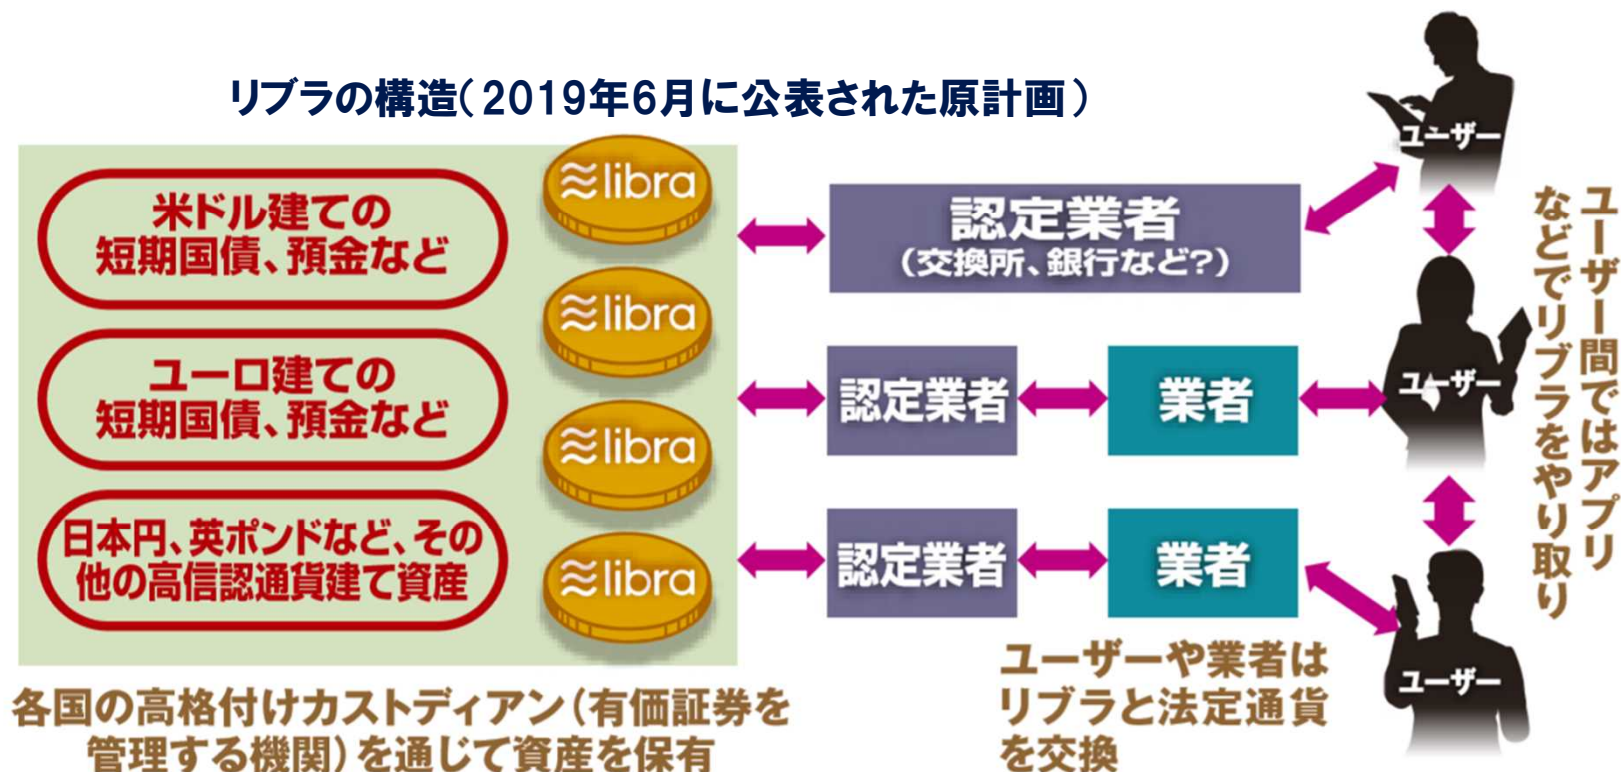 リブラの構造(2019年6月に公表された原計画)
米ドル建ての
短期国債、預金など
ユーロ建ての
短期国債、預金など
日本円、英ポンドなど、その
他の高信認通貨建て資産
libra
libra
libra
libra
各国の高格付けカストディアン(有価証券を
管理する機関)を通じて資産を保有
認定業者
(交換所、銀行など?)
認定業者
業者
認定業者
業者
ユーザーや業者は
リブラと法定通貨
を交換
ユーザー
ユーザー
ユーザー
ユーザー間ではアプリ
などでリブラをやり取り